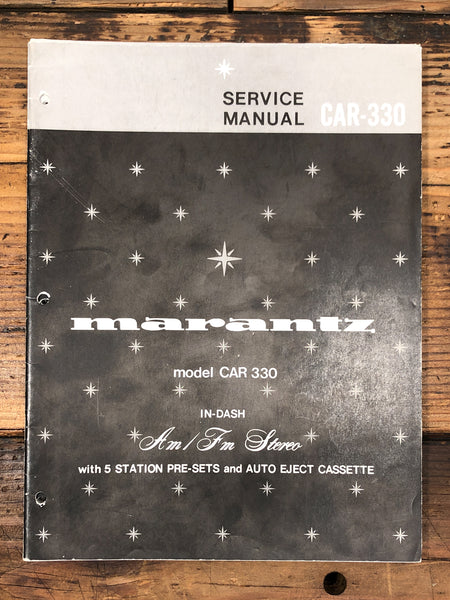 SERVICE
MANUAL CAR-330
marantz
model CAR 330
IN-DASH
Am/Fm Stereo
with 5 STATION PRE-SETS and AUTO EJECT CASSETTE